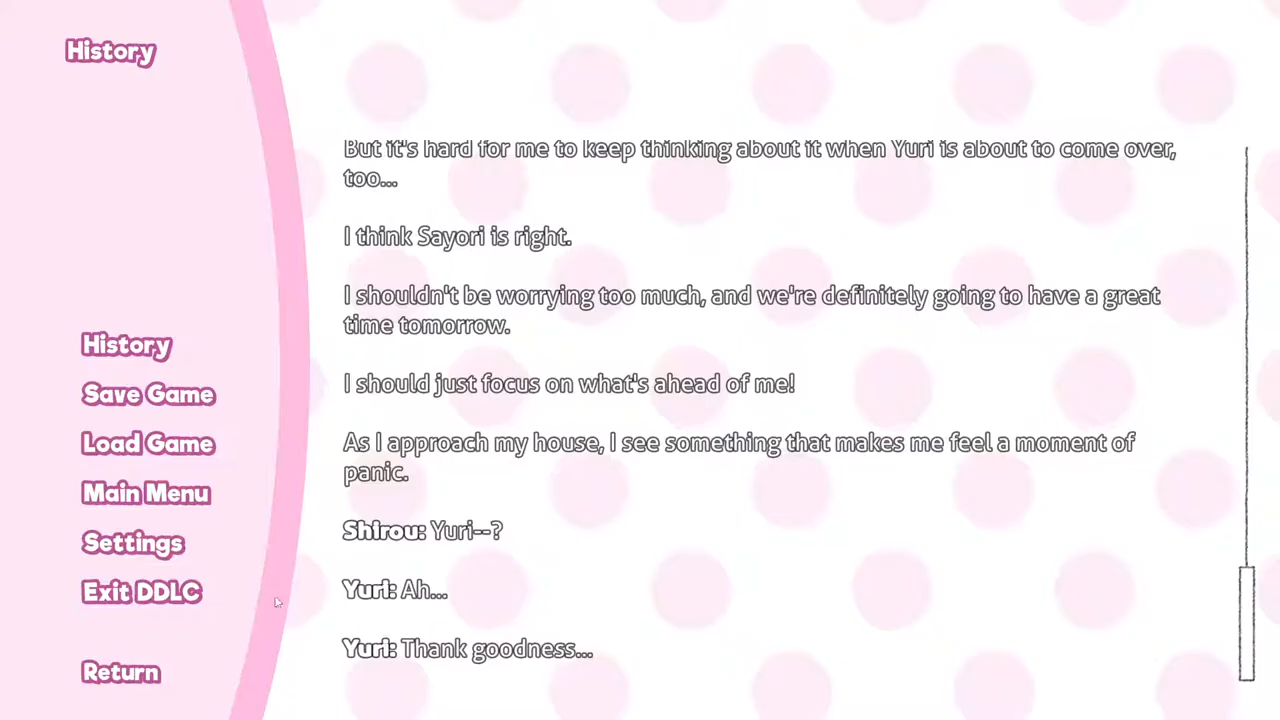 History
But it's hard for me to keep thinking about it when Yuri is about to come over,
too...
I think Sayori is right.
I shouldn't be worrying too much, and we're definitely going to have a great
time tomorrow.
I should just focus on what's ahead of me!
As I approach my house, I see something that makes me feel a moment of
panic.
Shirou: Yuri--?
Yuri: Ah...
Yuri: Thank goodness...
History
Save Game
Load Game
Main Menu
Settings
Exit DDLC
Return